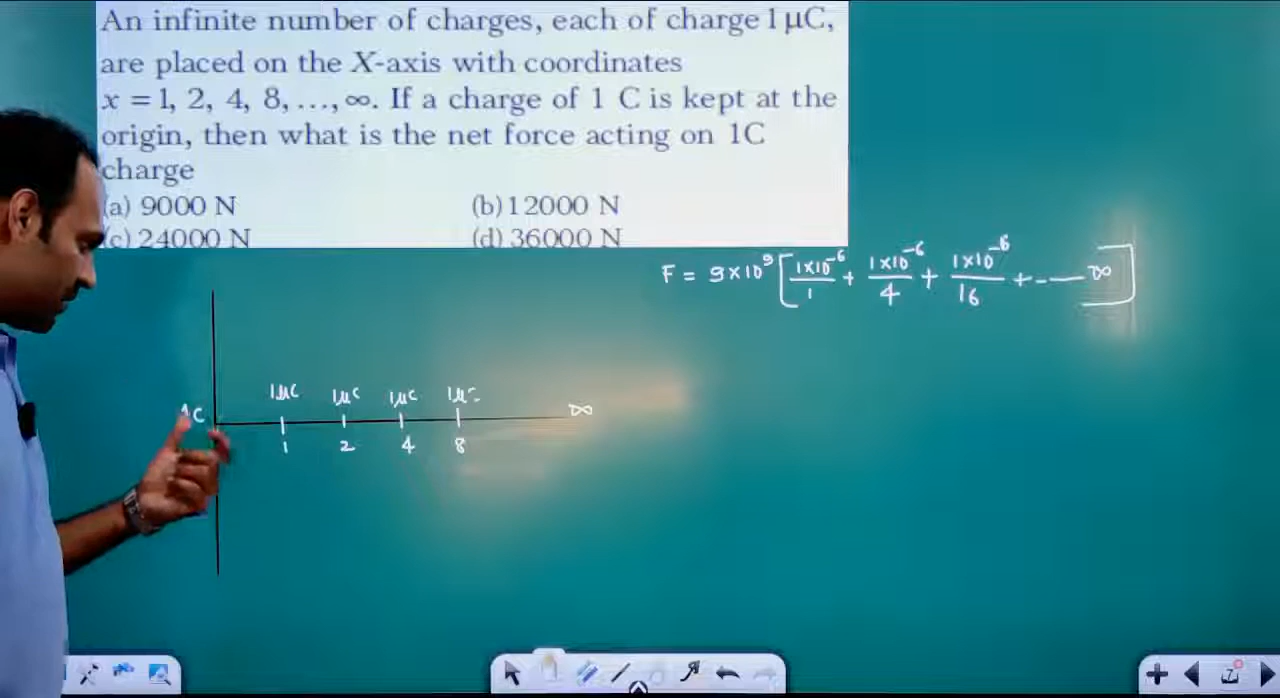 An infinite number of charges, each of charge 1 μC,
are placed on the X-axis with coordinates
x = 1, 2, 4, 8, ..., ∞. If a charge of 1 C is kept at the
origin, then what is the net force acting on 1C
charge
(a) 9000 N (b) 12000 N
(c) 24000 N (d) 36000 N
F = 9×10⁹ [ 1×10⁻⁶/1 + 1×10⁻⁶/4 + 1×10⁻⁶/16 + - - — ∞ ]
1μC 1μC 1μC 1μC
1C ∞
1 2 4 8